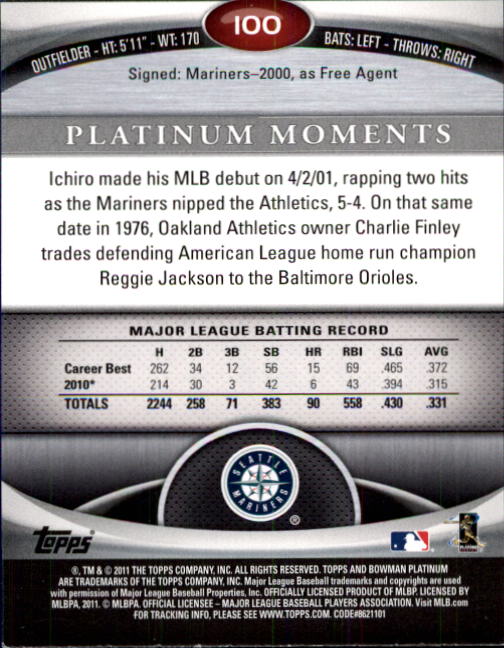 100
OUTFIELDER - HT: 5'11" - WT: 170
BATS: LEFT - THROWS: RIGHT
Signed: Mariners–2000, as Free Agent
PLATINUM MOMENTS
Ichiro made his MLB debut on 4/2/01, rapping two hits
as the Mariners nipped the Athletics, 5-4. On that same
date in 1976, Oakland Athletics owner Charlie Finley
trades defending American League home run champion
Reggie Jackson to the Baltimore Orioles.
MAJOR LEAGUE BATTING RECORD
H 2B 3B SB HR RBI SLG AVG
Career Best 262 34 12 56 15 69 .465 .372
2010* 214 30 3 42 6 43 .394 .315
TOTALS 2244 258 71 383 90 558 .430 .331
SEATTLE
MARINERS
®
Topps
®, TM & © 2011 THE TOPPS COMPANY, INC. ALL RIGHTS RESERVED. TOPPS AND BOWMAN PLATINUM
ARE TRADEMARKS OF THE TOPPS COMPANY, INC. Major League Baseball trademarks and copyrights are used
with permission of Major League Baseball Properties, Inc. OFFICIALLY LICENSED PRODUCT OF MLBP. LICENSED BY
MLBPA, 2011. © MLBPA. OFFICIAL LICENSEE – MAJOR LEAGUE BASEBALL PLAYERS ASSOCIATION. Visit MLB.com
FOR TRACKING INFO, PLEASE SEE WWW.TOPPS.COM. CODE#8621101